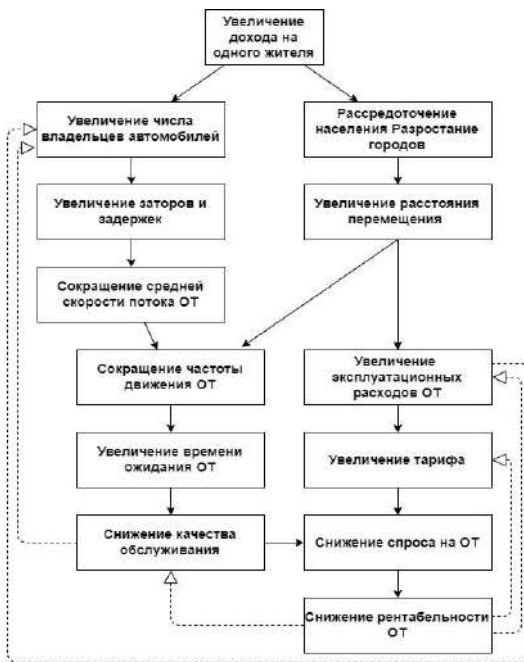 Увеличение
дохода на
одного жителя
Увеличение числа
владельцев автомобилей
Рассредоточение
населения Разростание
городов
Увеличение заторов и
задержек
Увеличение расстояния
перемещения
Сокращение средней
скорости потока ОТ
Сокращение частоты
движения ОТ
Увеличение
эксплуатационных
расходов ОТ
Увеличение времени
ожидания ОТ
Увеличение тарифа
Снижение качества
обслуживания
Снижение спроса на ОТ
Снижение рентабельности
ОТ